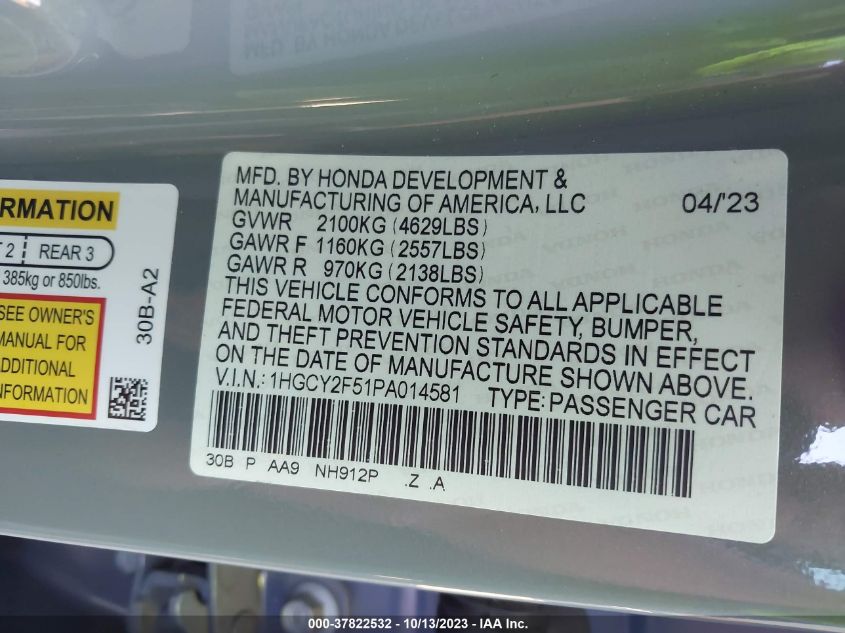 MFD. BY HONDA DEVELOPMENT &
MANUFACTURING OF AMERICA, LLC 04/'23
GVWR 2100KG (4629LBS)
GAWR F 1160KG (2557LBS)
GAWR R 970KG (2138LBS)
THIS VEHICLE CONFORMS TO ALL APPLICABLE
FEDERAL MOTOR VEHICLE SAFETY, BUMPER,
AND THEFT PREVENTION STANDARDS IN EFFECT
ON THE DATE OF MANUFACTURE SHOWN ABOVE.
V.I.N.: 1HGCY2F51PA014581 TYPE: PASSENGER CAR
30B P AA9 NH912P .Z .A
RMATION
T 2 REAR 3
385kg or 850lbs.
SEE OWNER'S
MANUAL FOR
ADDITIONAL
INFORMATION
30B-A2
000-37822532 - 10/13/2023 - IAA Inc.